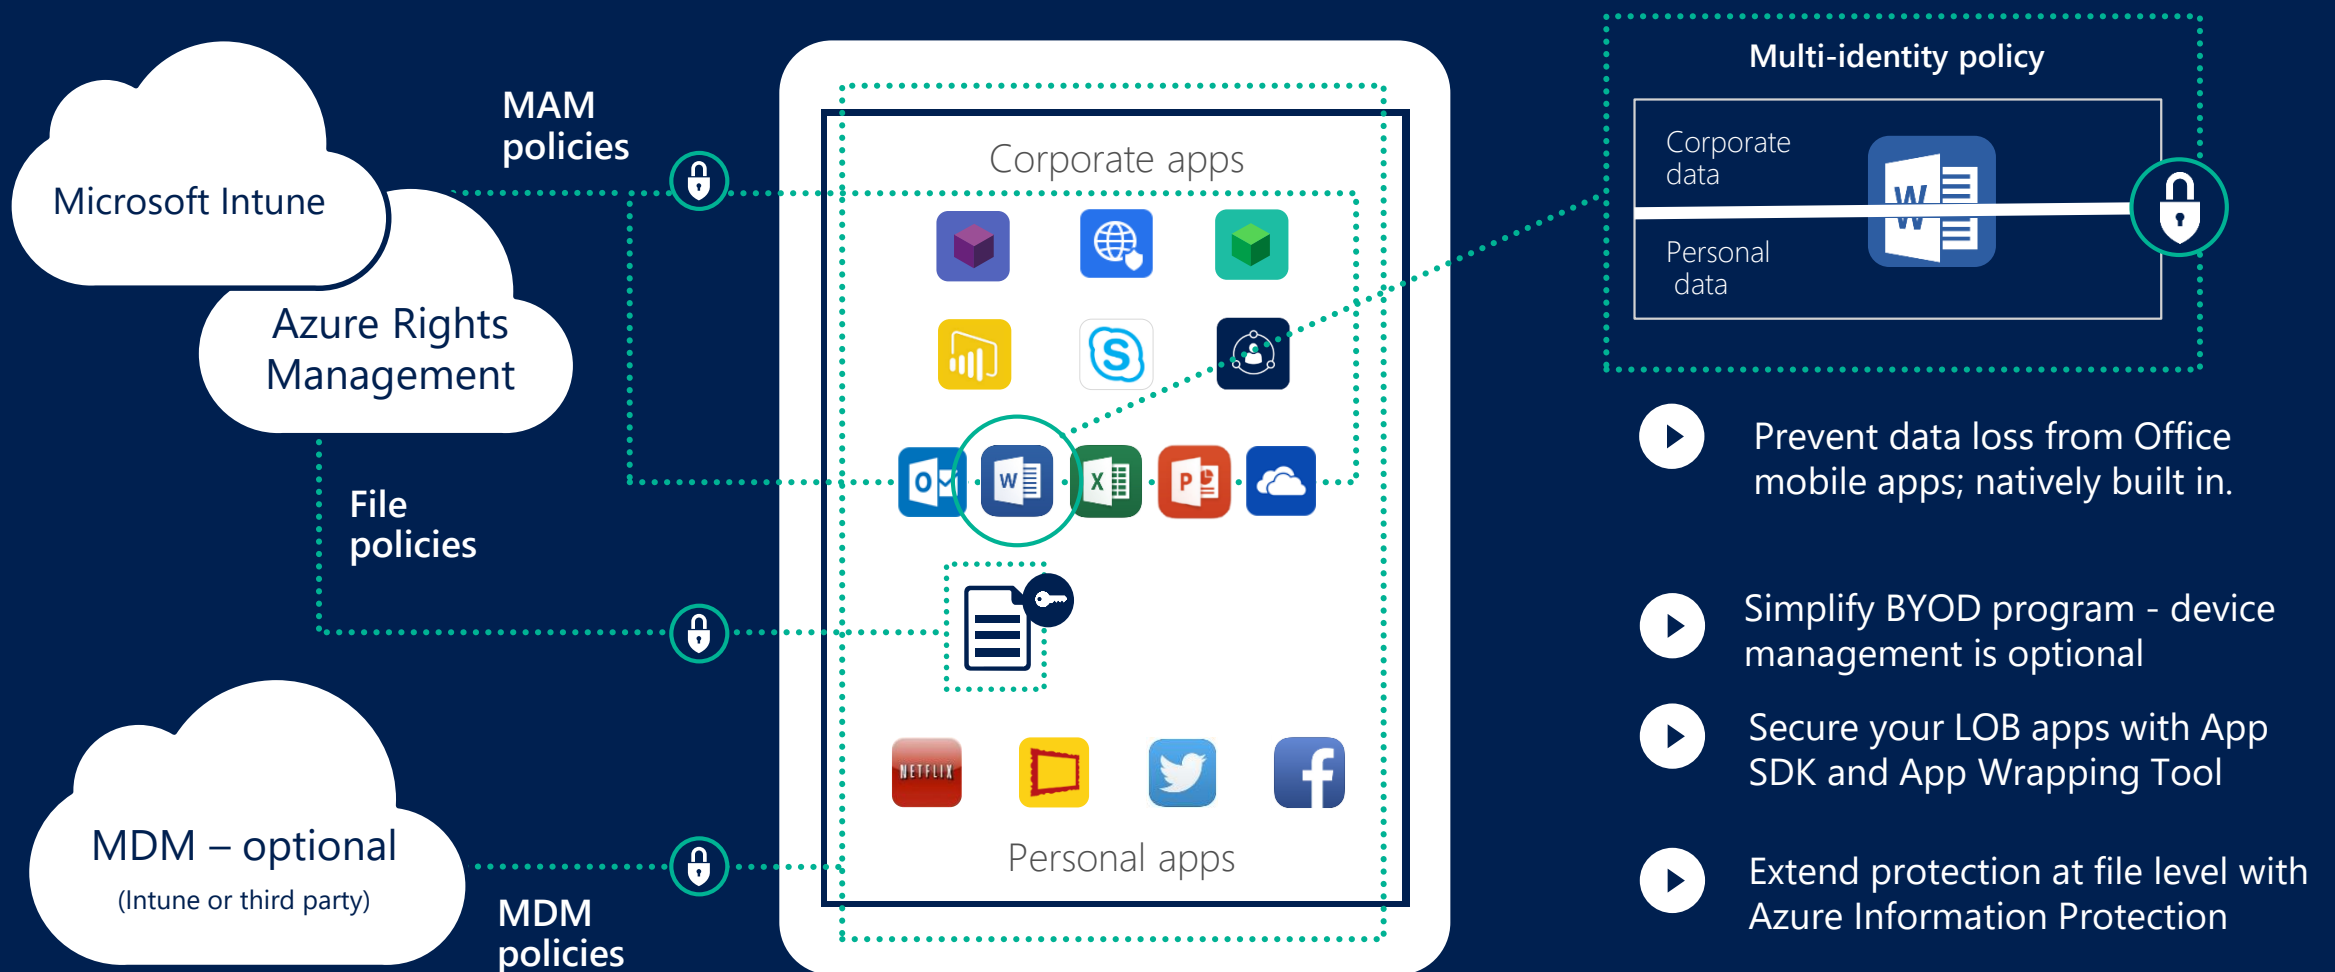 Microsoft Intune
Azure Rights
Management
MAM
policies
File
policies
MDM – optional
(Intune or third party)
MDM
policies
Corporate apps
S
O
W
X
P
NETFLIX
f
Personal apps
Multi-identity policy
Corporate
data
W
Personal
data
Prevent data loss from Office
mobile apps; natively built in.
Simplify BYOD program - device
management is optional
Secure your LOB apps with App
SDK and App Wrapping Tool
Extend protection at file level with
Azure Information Protection